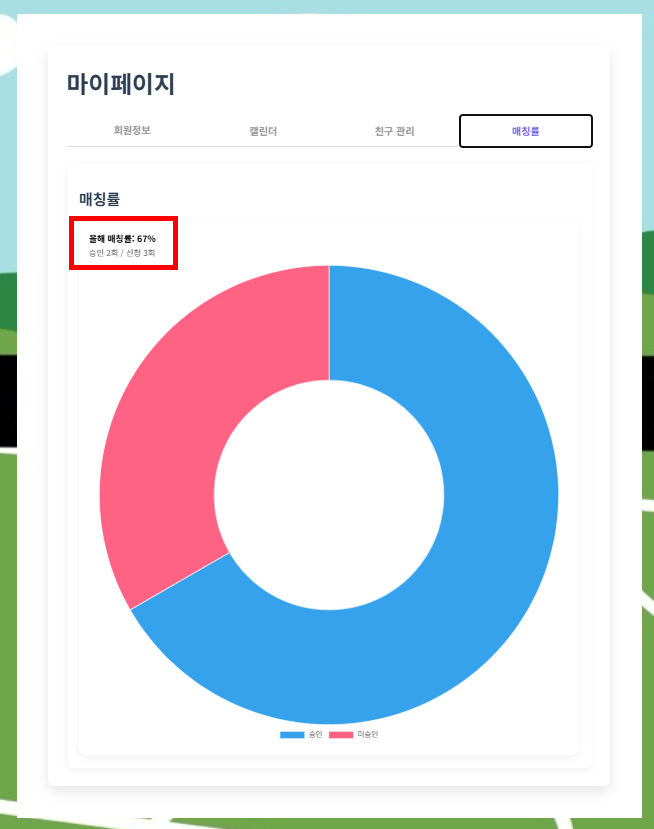 마이페이지
회원정보
캘린더
친구 관리
매칭률
매칭률
올해 매칭률: 67%
승인 2회 / 신청 3회
승인
미승인